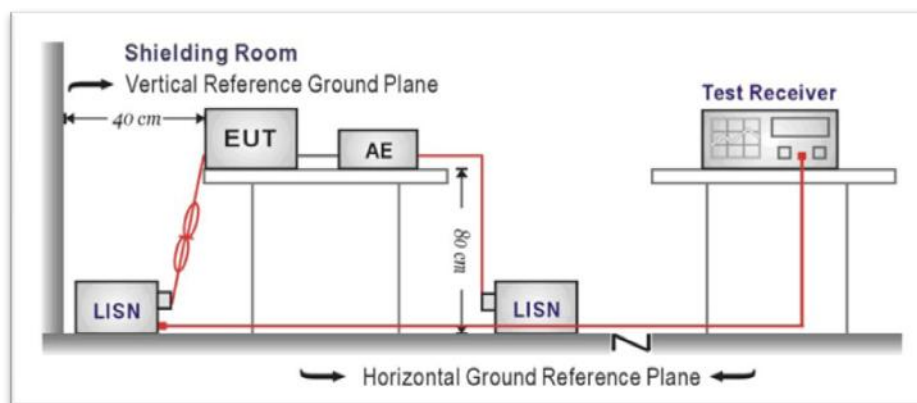 Shielding Room
Vertical Reference Ground Plane
40 cm
EUT
AE
Test Receiver
80 cm
LISN
LISN
Horizontal Ground Reference Plane